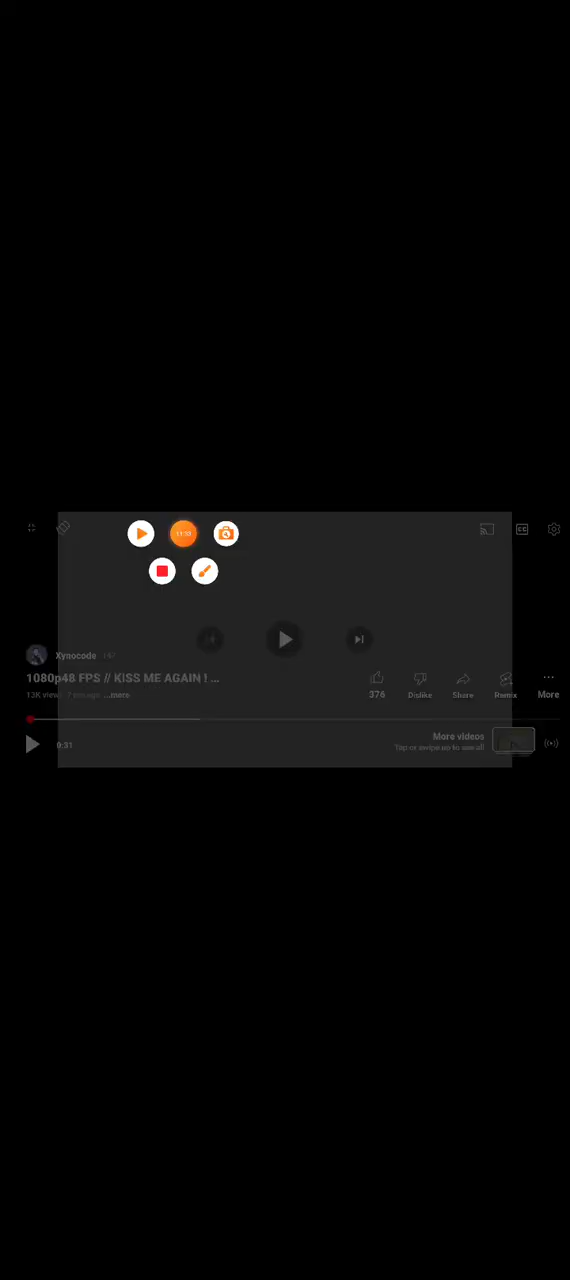 11:33
Xynocode
1080p48 FPS // KISS ME AGAIN ! ...
13K views
...more
376
Dislike
Share
Remix
More
0:31
More videos
Tap or swipe up to see all